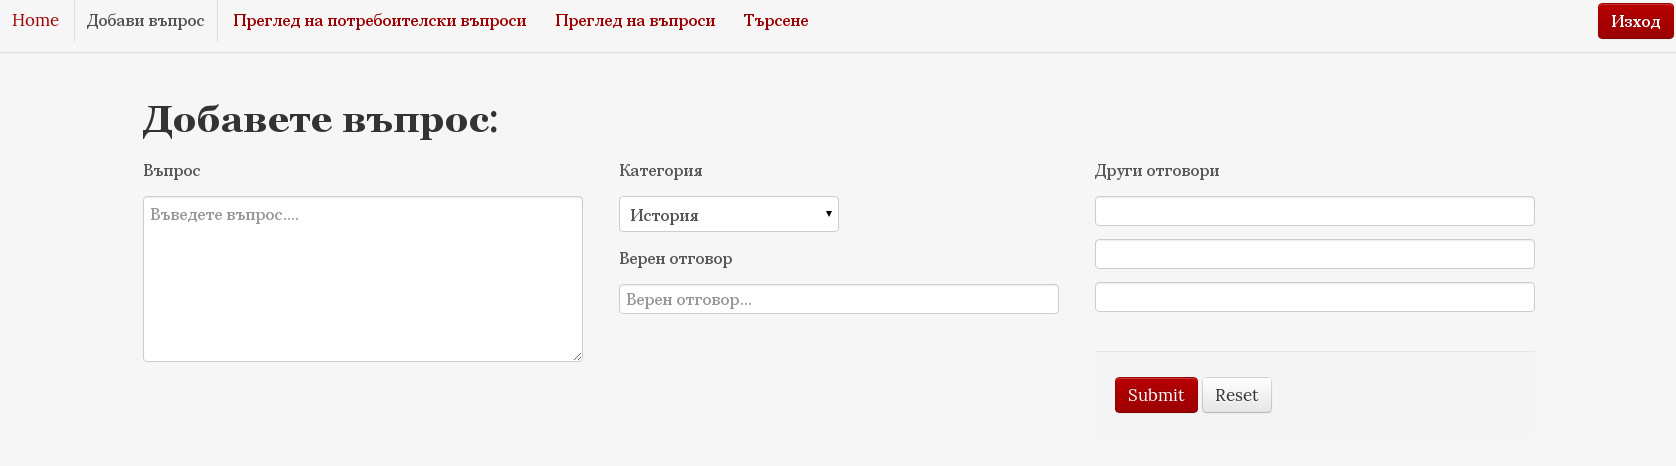 Home Добави въпрос Преглед на потребоителски въпроси Преглед на въпроси Търсене Изход
Добавете въпрос:
Въпрос
Въведете въпрос....
Категория
История
Верен отговор
Верен отговор...
Други отговори
Submit Reset